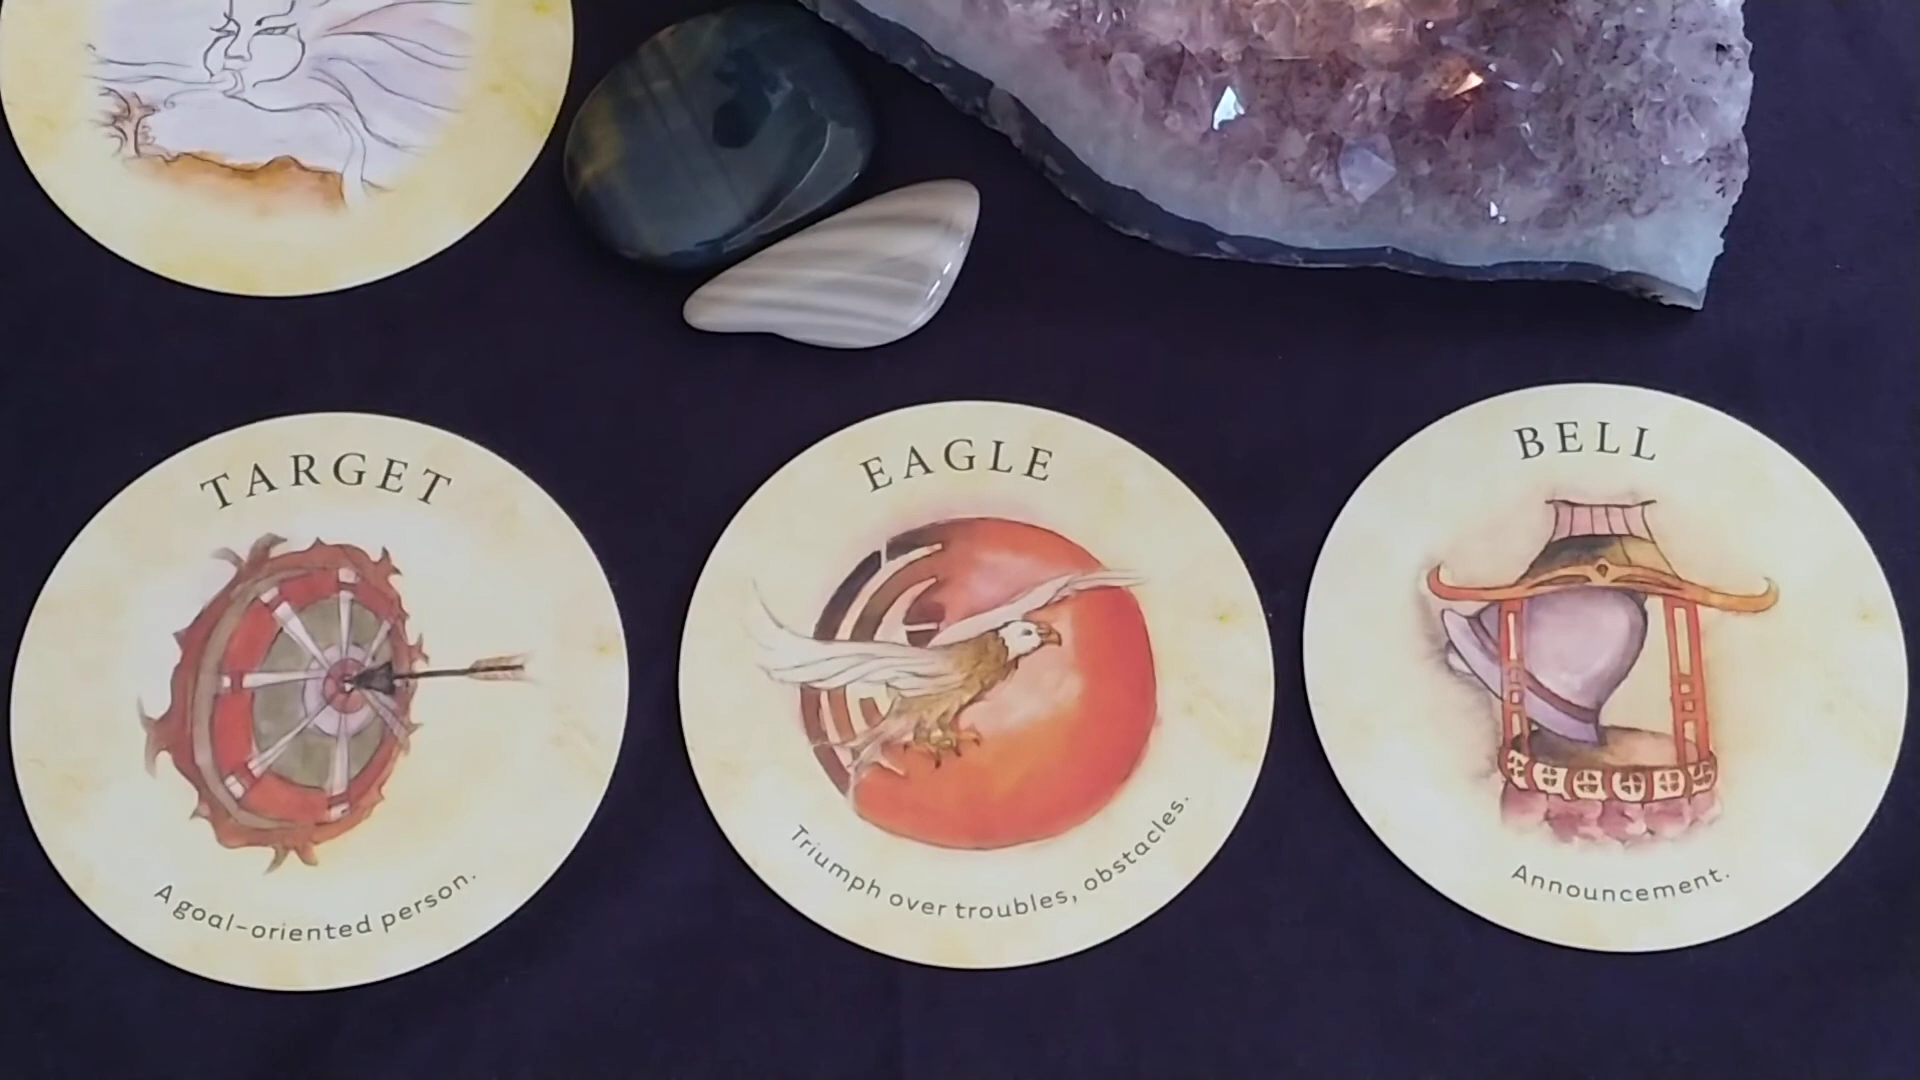 TARGET
A goal-oriented person.
EAGLE
Triumph over troubles, obstacles.
BELL
Announcement.